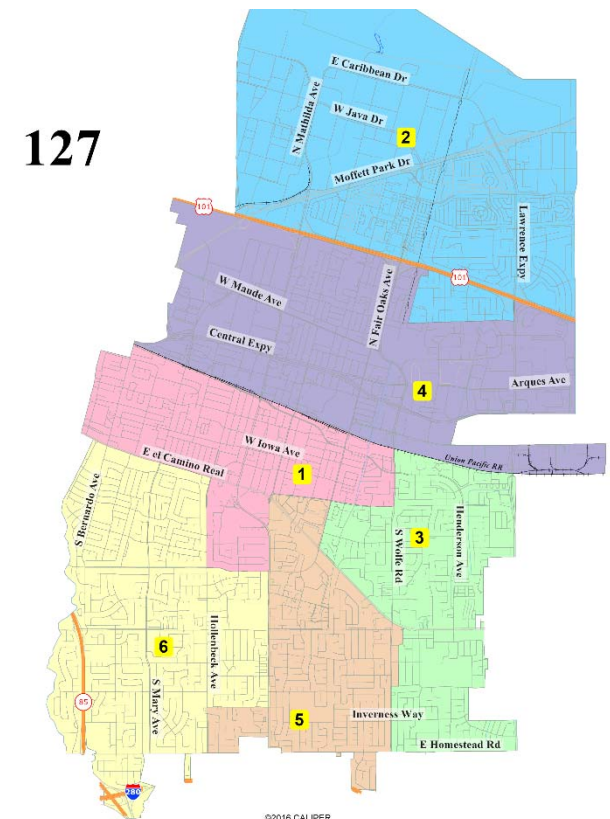 127
E Caribbean Dr
N Mathilda Ave
W Java Dr
2
Moffett Park Dr
Lawrence Expy
101
101
W Maude Ave
N Fair Oaks Ave
Central Expy
4
Arques Ave
Union Pacific RR
W Iowa Ave
E el Camino Real
1
S Bernardo Ave
3
S Wolfe Rd
Henderson Ave
Hollenbeck Ave
6
S Mary Ave
85
5
Inverness Way
E Homestead Rd
280
©2016 CALIPER